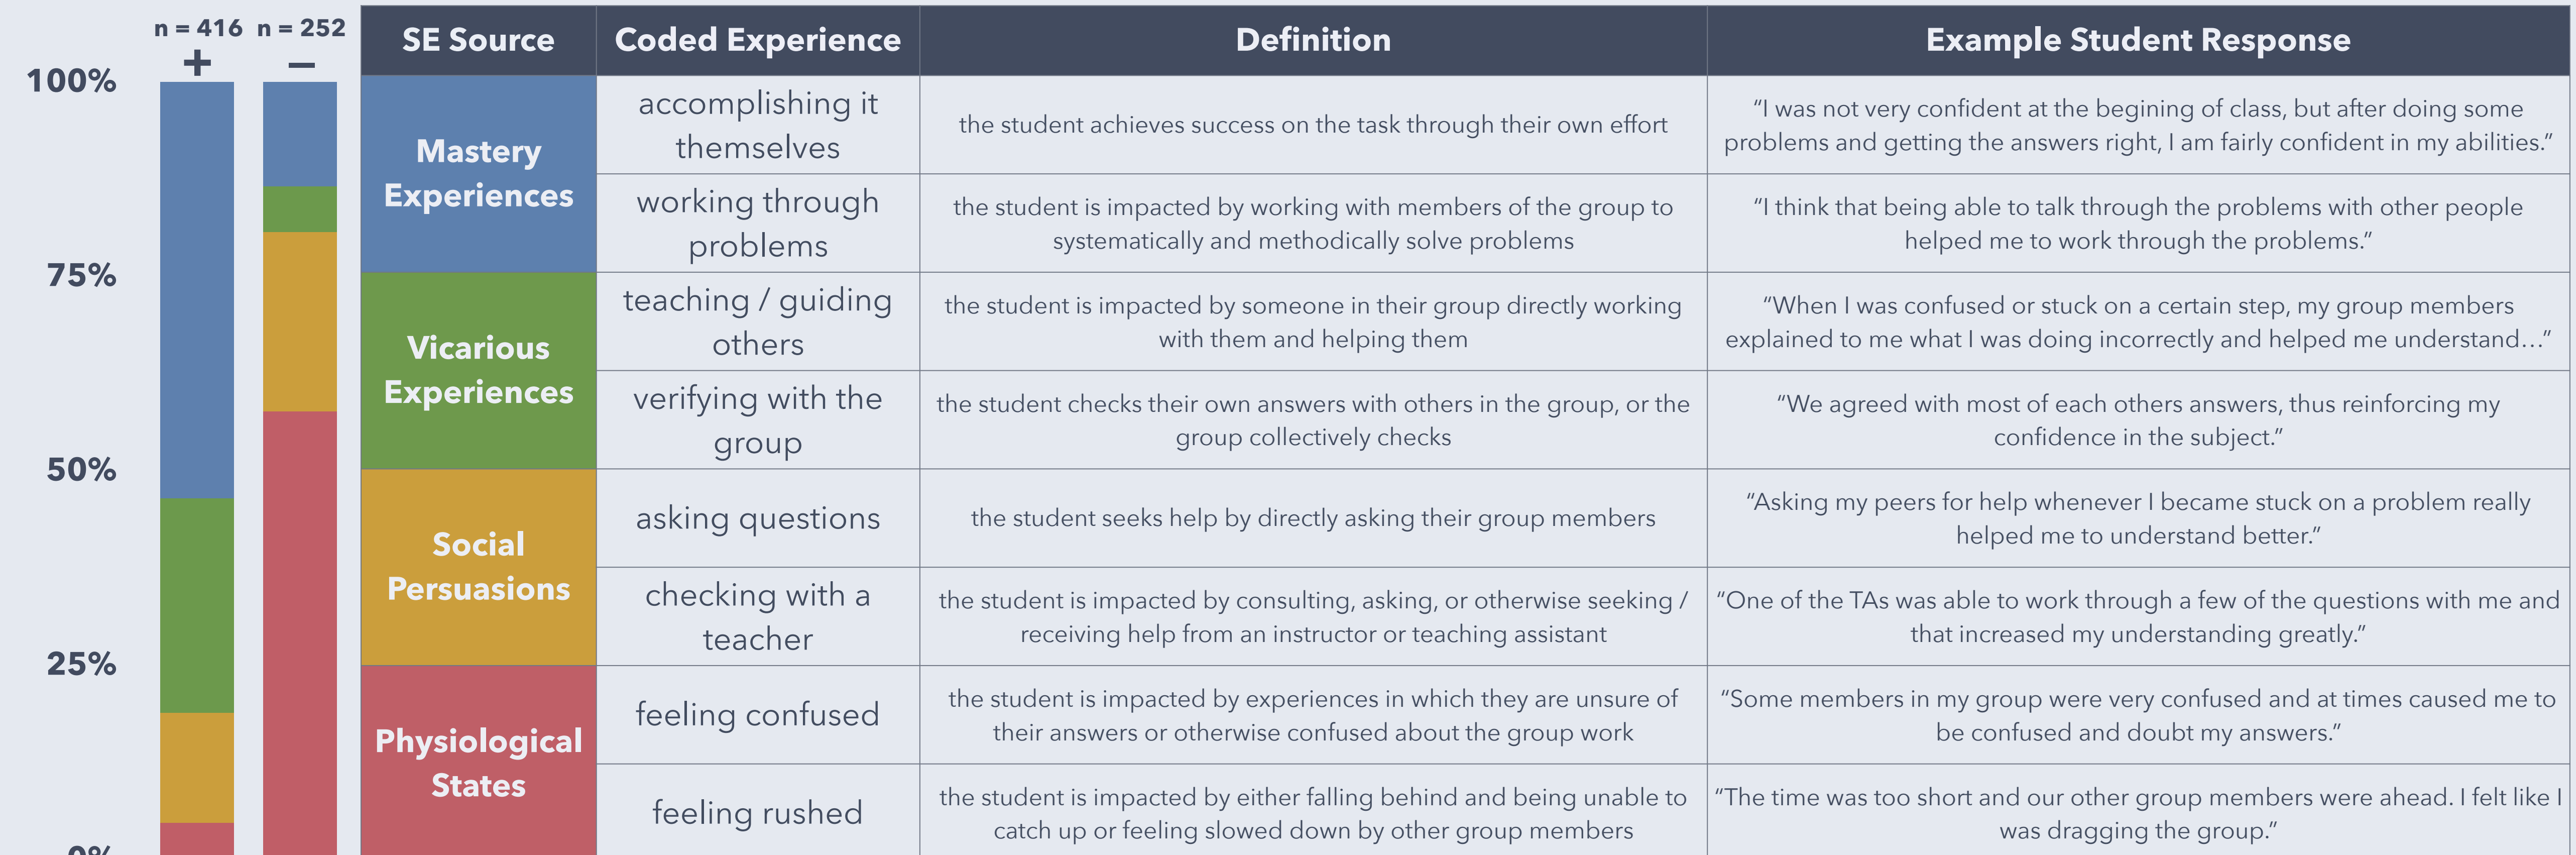 n = 416 n = 252
+ –
100%
75%
50%
25%
0%
SE Source
Coded Experience
Definition
Example Student Response
Mastery
Experiences
accomplishing it
themselves
the student achieves success on the task through their own effort
“I was not very confident at the begining of class, but after doing some
problems and getting the answers right, I am fairly confident in my abilities.”
working through
problems
the student is impacted by working with members of the group to
systematically and methodically solve problems
“I think that being able to talk through the problems with other people
helped me to work through the problems.”
Vicarious
Experiences
teaching / guiding
others
the student is impacted by someone in their group directly working
with them and helping them
“When I was confused or stuck on a certain step, my group members
explained to me what I was doing incorrectly and helped me understand…”
verifying with the
group
the student checks their own answers with others in the group, or the
group collectively checks
“We agreed with most of each others answers, thus reinforcing my
confidence in the subject.”
Social
Persuasions
asking questions
the student seeks help by directly asking their group members
“Asking my peers for help whenever I became stuck on a problem really
helped me to understand better.”
checking with a
teacher
the student is impacted by consulting, asking, or otherwise seeking /
receiving help from an instructor or teaching assistant
“One of the TAs was able to work through a few of the questions with me and
that increased my understanding greatly.”
Physiological
States
feeling confused
the student is impacted by experiences in which they are unsure of
their answers or otherwise confused about the group work
“Some members in my group were very confused and at times caused me to
be confused and doubt my answers.”
feeling rushed
the student is impacted by either falling behind and being unable to
catch up or feeling slowed down by other group members
“The time was too short and our other group members were ahead. I felt like I
was dragging the group.”